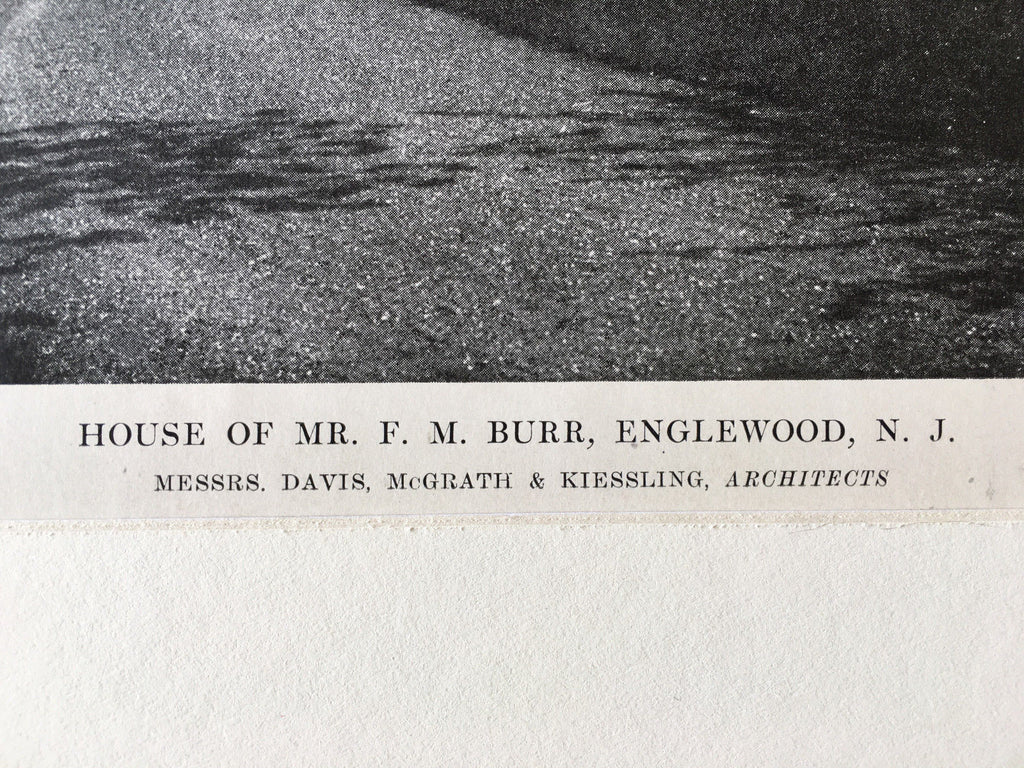 HOUSE OF MR. F. M. BURR, ENGLEWOOD, N. J.
MESSRS. DAVIS, McGRATH & KIESSLING, ARCHITECTS